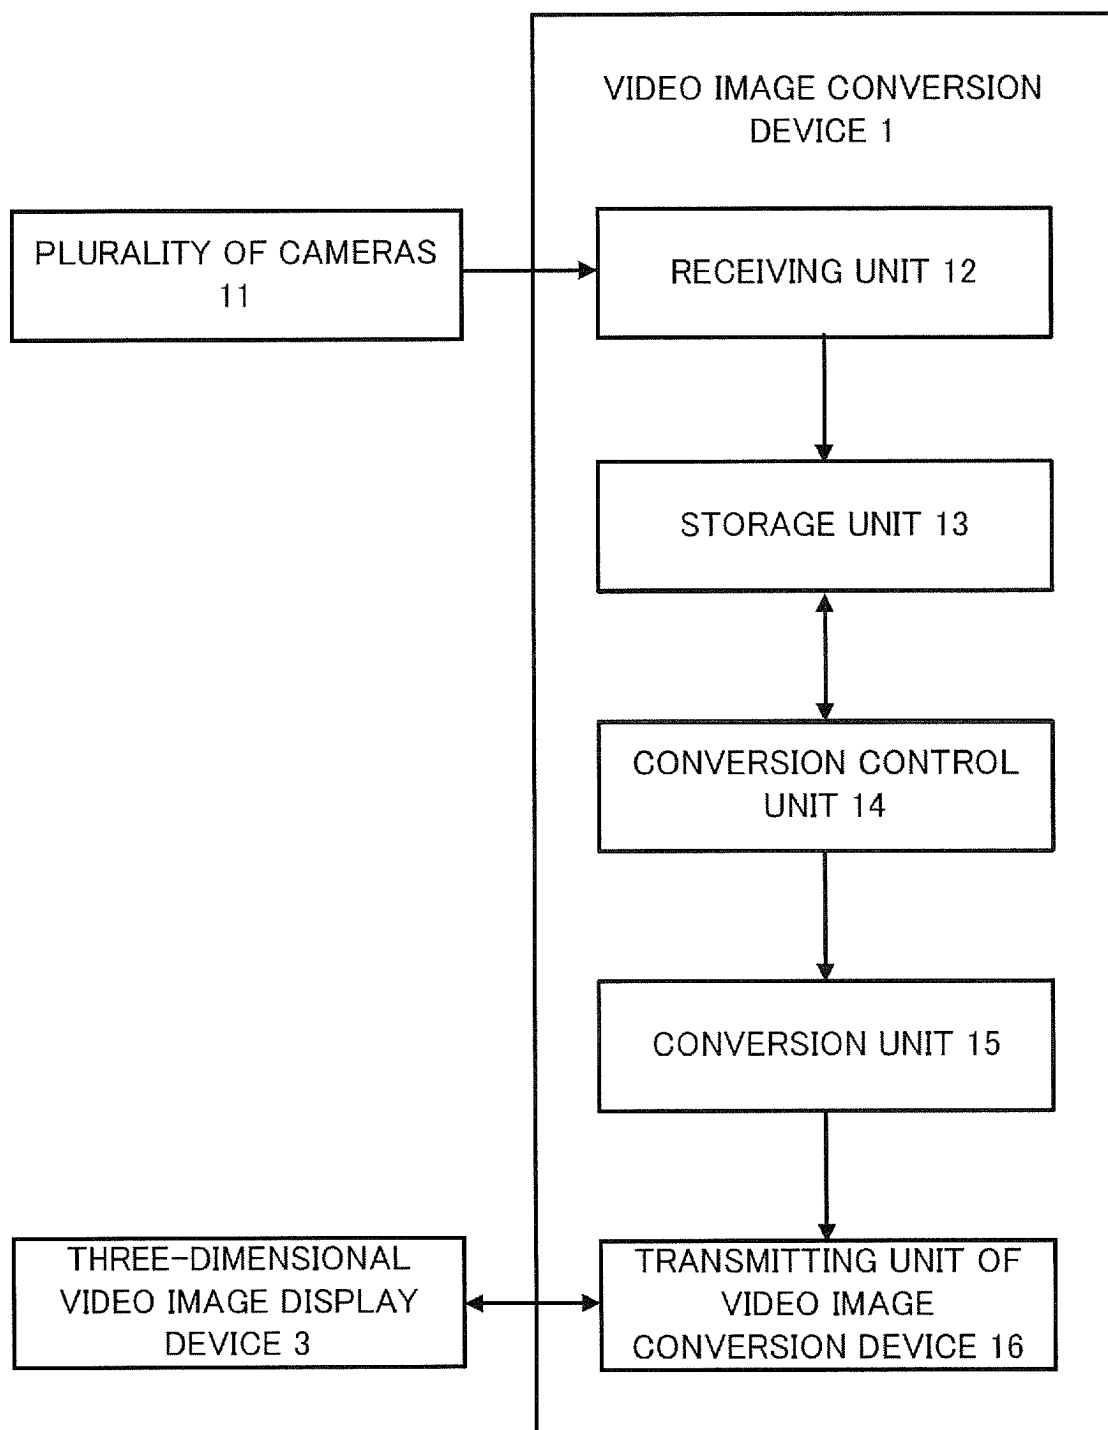 VIDEO IMAGE CONVERSION
DEVICE 1
PLURALITY OF CAMERAS
11
RECEIVING UNIT 12
STORAGE UNIT 13
CONVERSION CONTROL
UNIT 14
CONVERSION UNIT 15
THREE-DIMENSIONAL
VIDEO IMAGE DISPLAY
DEVICE 3
TRANSMITTING UNIT OF
VIDEO IMAGE
CONVERSION DEVICE 16